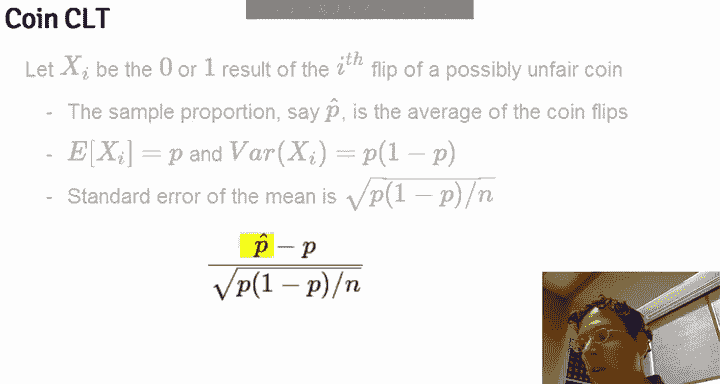 Coin CLT
Let X_i be the 0 or 1 result of the i^{th} flip of a possibly unfair coin
- The sample proportion, say p̂, is the average of the coin flips
- E[X_i] = p and Var(X_i) = p(1 − p)
- Standard error of the mean is √(p(1 − p)/n)
p̂ − p
√(p(1 − p)/n)